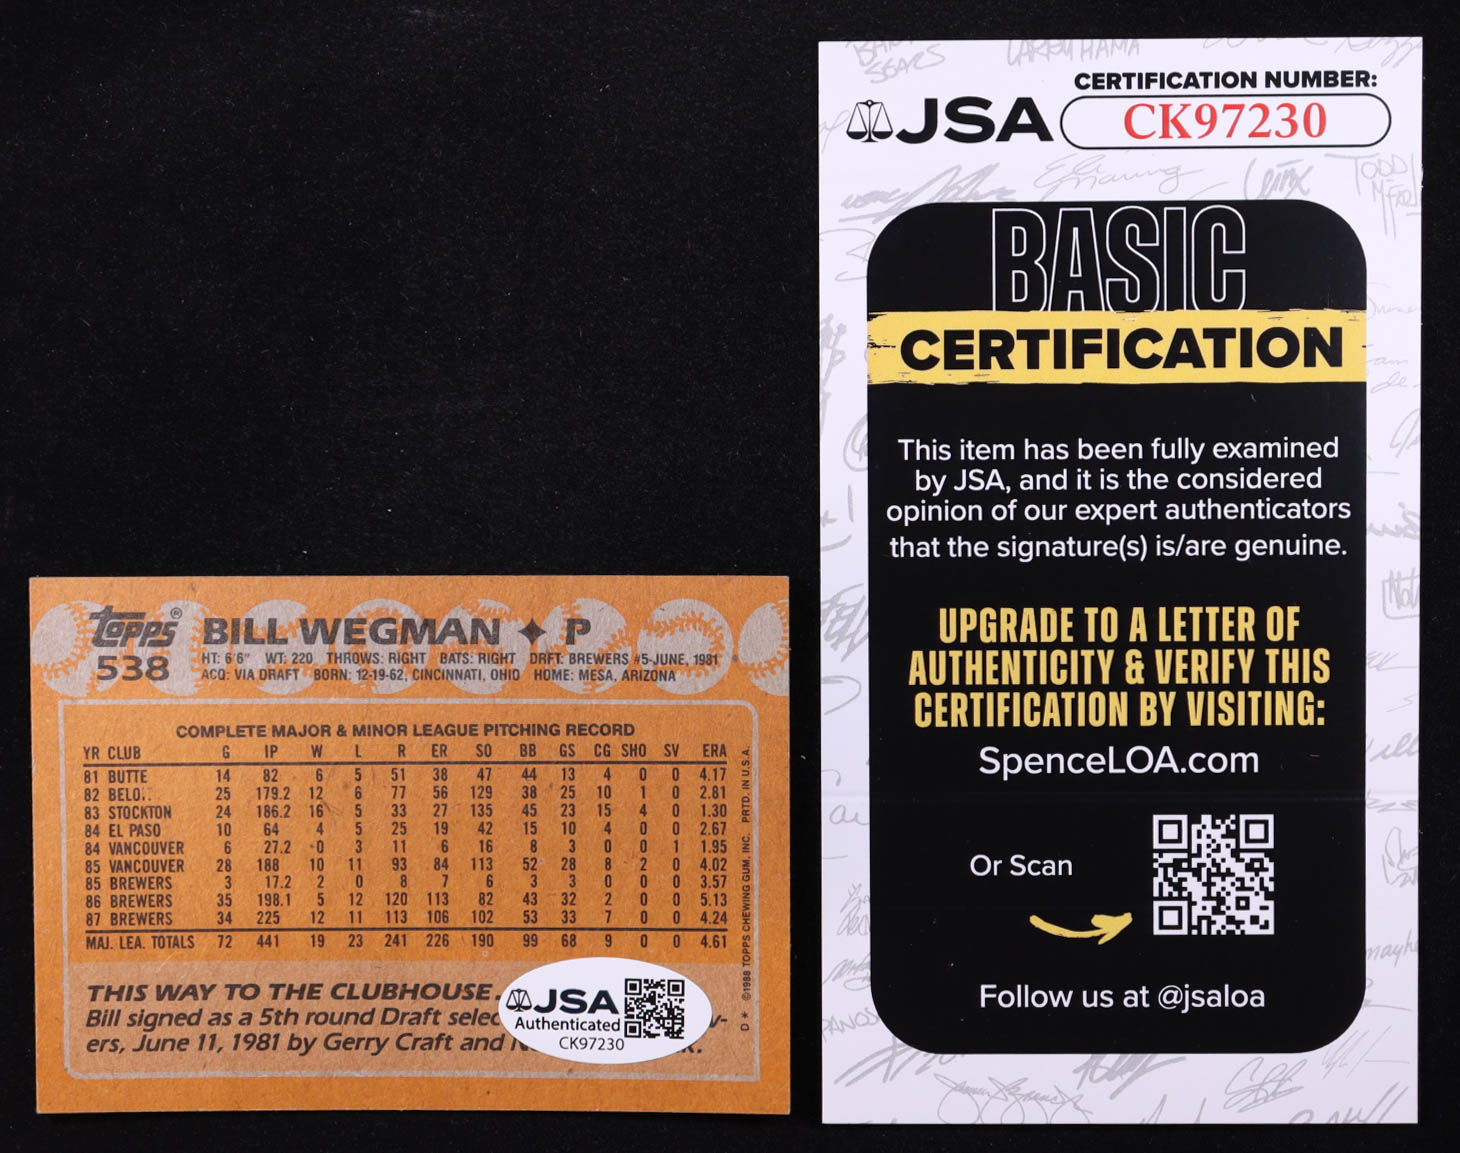 topps®
538
BILL WEGMAN ✦ P
HT: 6'6" WT: 220 THROWS: RIGHT BATS: RIGHT DRFT: BREWERS #5-JUNE, 1981
ACQ: VIA DRAFT BORN: 12-19-62, CINCINNATI, OHIO HOME: MESA, ARIZONA
COMPLETE MAJOR & MINOR LEAGUE PITCHING RECORD
YR CLUB G IP W L R ER SO BB GS CG SHO SV ERA
81 BUTTE 14 82 6 5 51 38 47 44 13 4 0 0 4.17
82 BELO.. 25 179.2 12 6 77 56 129 38 25 10 1 0 2.81
83 STOCKTON 24 186.2 16 5 33 27 135 45 23 15 4 0 1.30
84 EL PASO 10 64 4 5 25 19 42 15 10 4 0 0 2.67
84 VANCOUVER 6 27.2 0 3 11 6 16 8 3 0 0 1 1.95
85 VANCOUVER 28 188 10 11 93 84 113 52 28 8 2 0 4.02
85 BREWERS 3 17.2 2 0 8 7 6 3 3 0 0 0 3.57
86 BREWERS 35 198.1 5 12 120 113 82 43 32 2 0 0 5.13
87 BREWERS 34 225 12 11 113 106 102 53 33 7 0 0 4.24
MAJ. LEA. TOTALS 72 441 19 23 241 226 190 99 68 9 0 0 4.61
THIS WAY TO THE CLUBHOUSE.
Bill signed as a 5th round Draft selec v-
ers, June 11, 1981 by Gerry Craft and N k.
D * ©1988 TOPPS CHEWING GUM, INC. PRTD. IN U.S.A.
JSA
Authenticated
CK97230
CERTIFICATION NUMBER:
JSA CK97230
BASIC
CERTIFICATION
This item has been fully examined
by JSA, and it is the considered
opinion of our expert authenticators
that the signature(s) is/are genuine.
UPGRADE TO A LETTER OF
AUTHENTICITY & VERIFY THIS
CERTIFICATION BY VISITING:
SpenceLOA.com
Or Scan
Follow us at @jsaloa